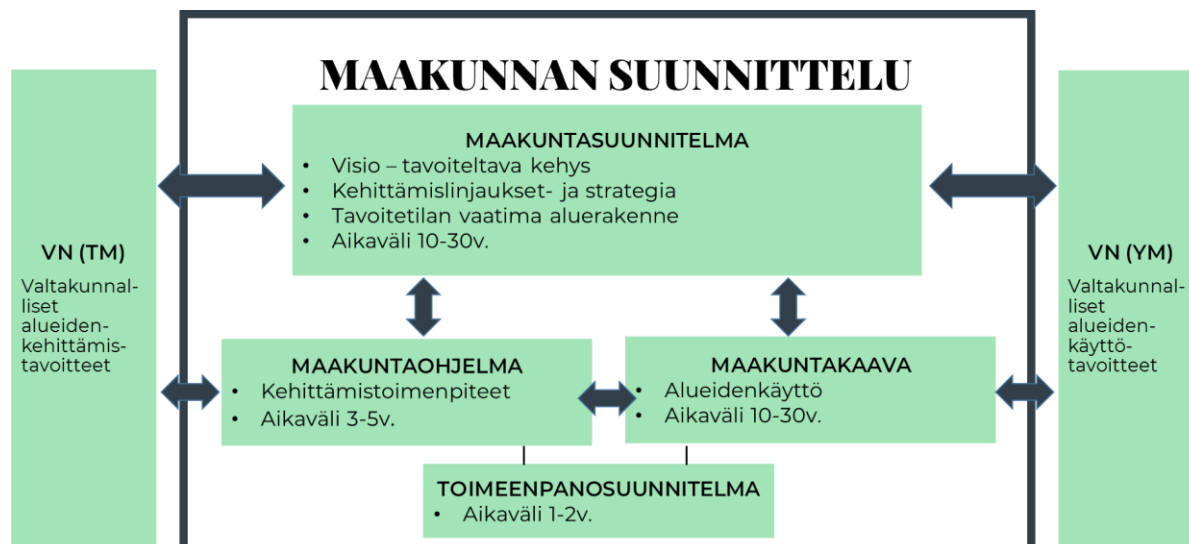 MAAKUNNAN SUUNNITTELU
MAAKUNTASUUNNITELMA
• Visio – tavoiteltava kehys
• Kehittämislinjaukset- ja strategia
• Tavoitetilan vaatima aluerakenne
• Aikaväli 10-30v.
VN (TM)
Valtakunnal-
liset
alueiden-
kehittämis-
tavoitteet
VN (YM)
Valtakunnal-
liset
alueiden-
käyttö-
tavoitteet
MAAKUNTAOHJELMA
• Kehittämistoimenpiteet
• Aikaväli 3-5v.
MAAKUNTAKAAVA
• Alueidenkäyttö
• Aikaväli 10-30v.
TOIMEENPANOSUUNNITELMA
• Aikaväli 1-2v.